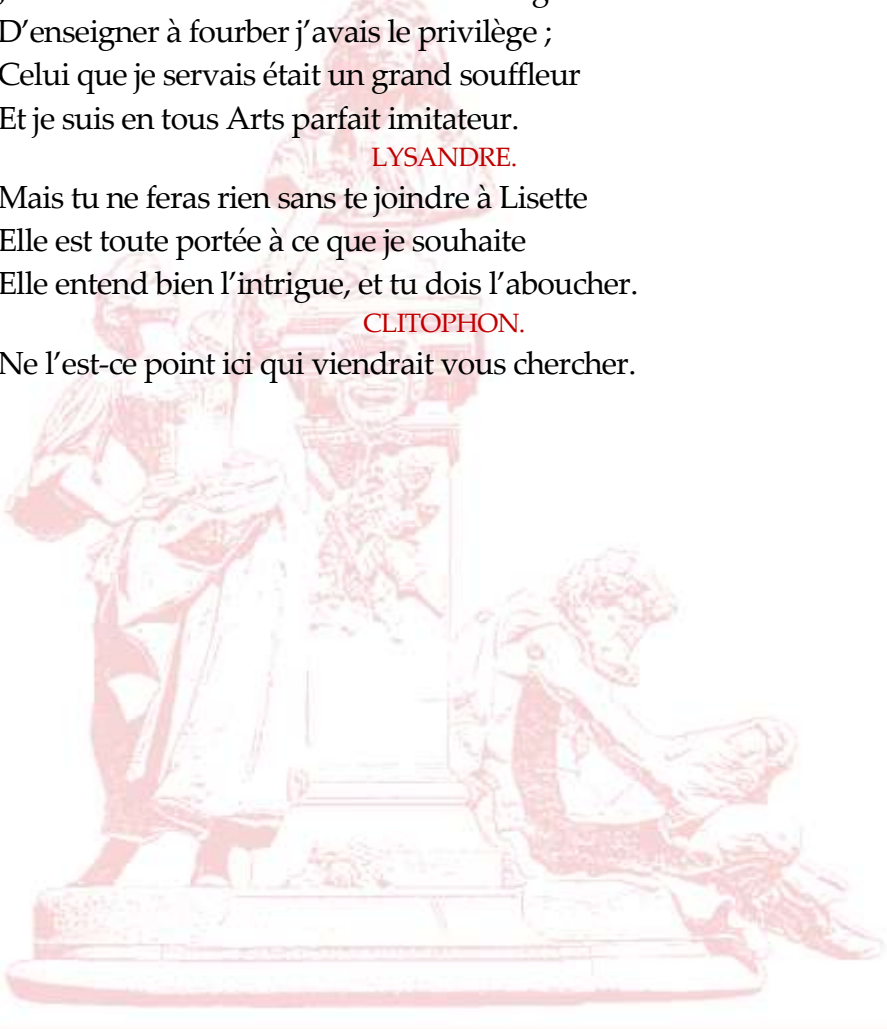 D’enseigner à fourber j’avais le privilège ;
Celui que je servais était un grand souffleur
Et je suis en tous Arts parfait imitateur.
LYSANDRE.
Mais tu ne feras rien sans te joindre à Lisette
Elle est toute portée à ce que je souhaite
Elle entend bien l’intrigue, et tu dois l’aboucher.
CLITOPHON.
Ne l’est-ce point ici qui viendrait vous chercher.